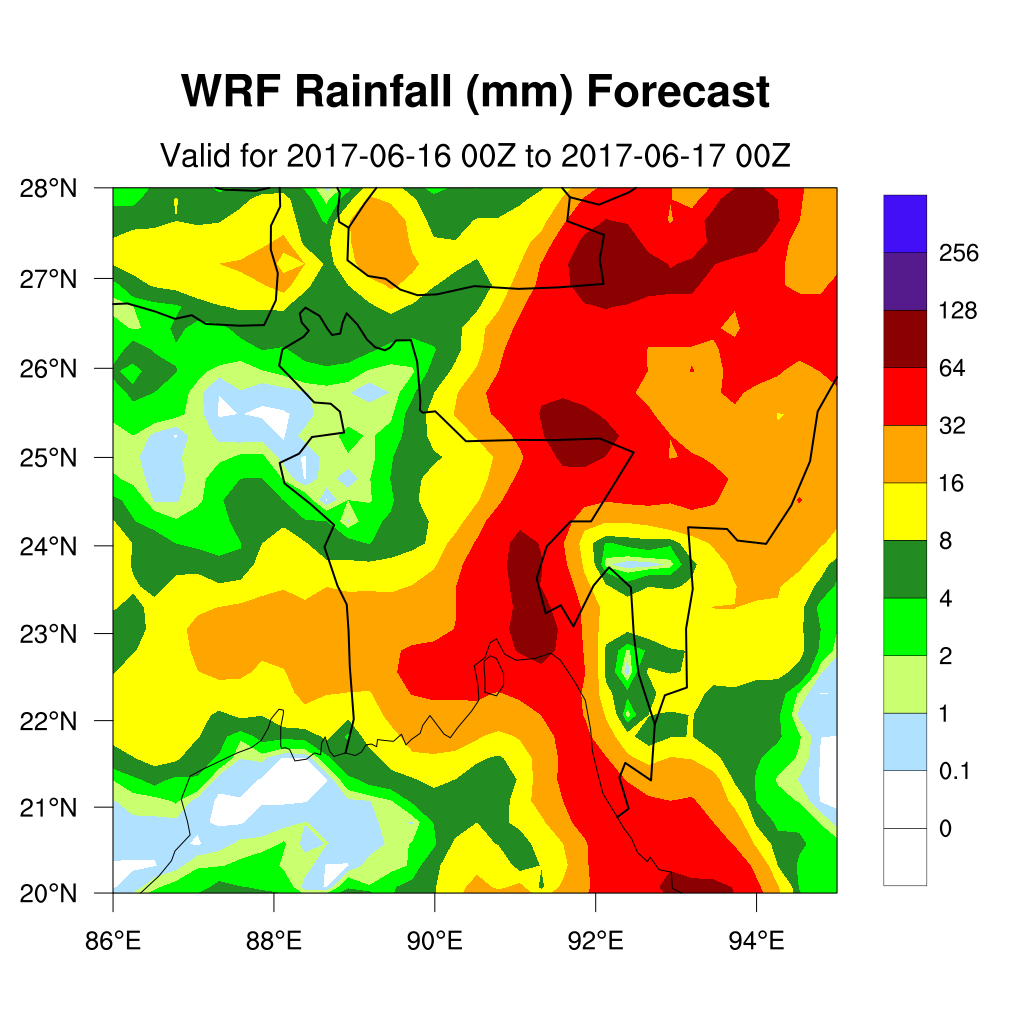 WRF Rainfall (mm) Forecast
Valid for 2017-06-16 00Z to 2017-06-17 00Z
28°N
27°N
26°N
25°N
24°N
23°N
22°N
21°N
20°N
86°E 88°E 90°E 92°E 94°E
256
128
64
32
16
8
4
2
1
0.1
0